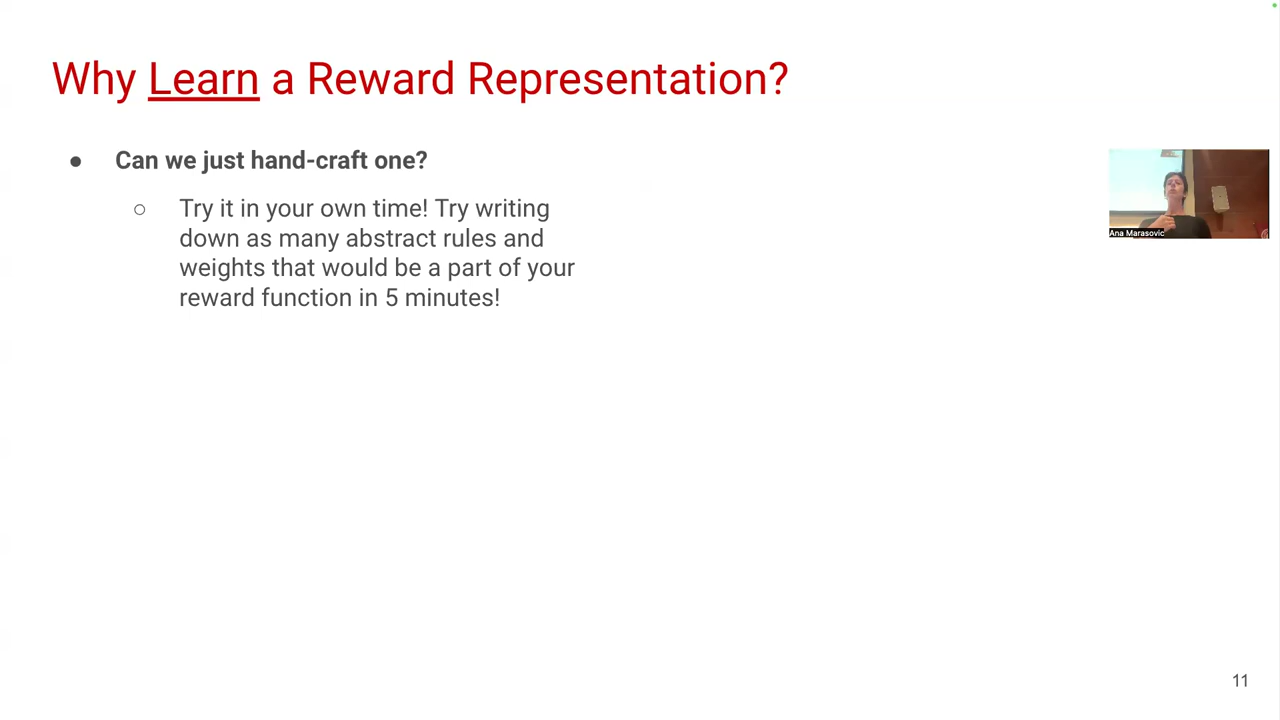 Why Learn a Reward Representation?
● Can we just hand-craft one?
○ Try it in your own time! Try writing
down as many abstract rules and
weights that would be a part of your
reward function in 5 minutes!
Ana Marasovic
11